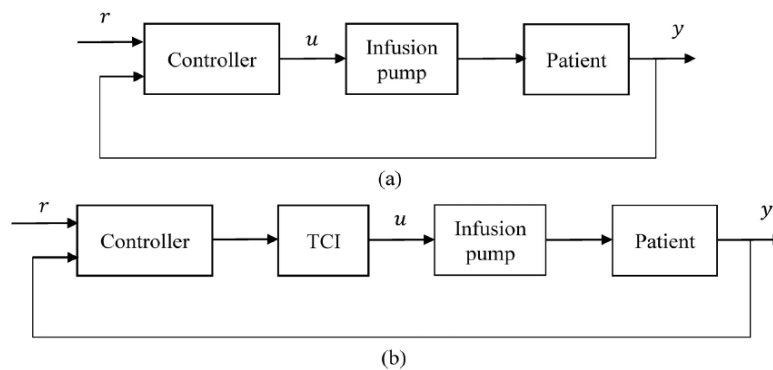 r
u
y
Controller
Infusion
pump
Patient
(a)
r
u
y
Controller
TCI
Infusion
pump
Patient
(b)